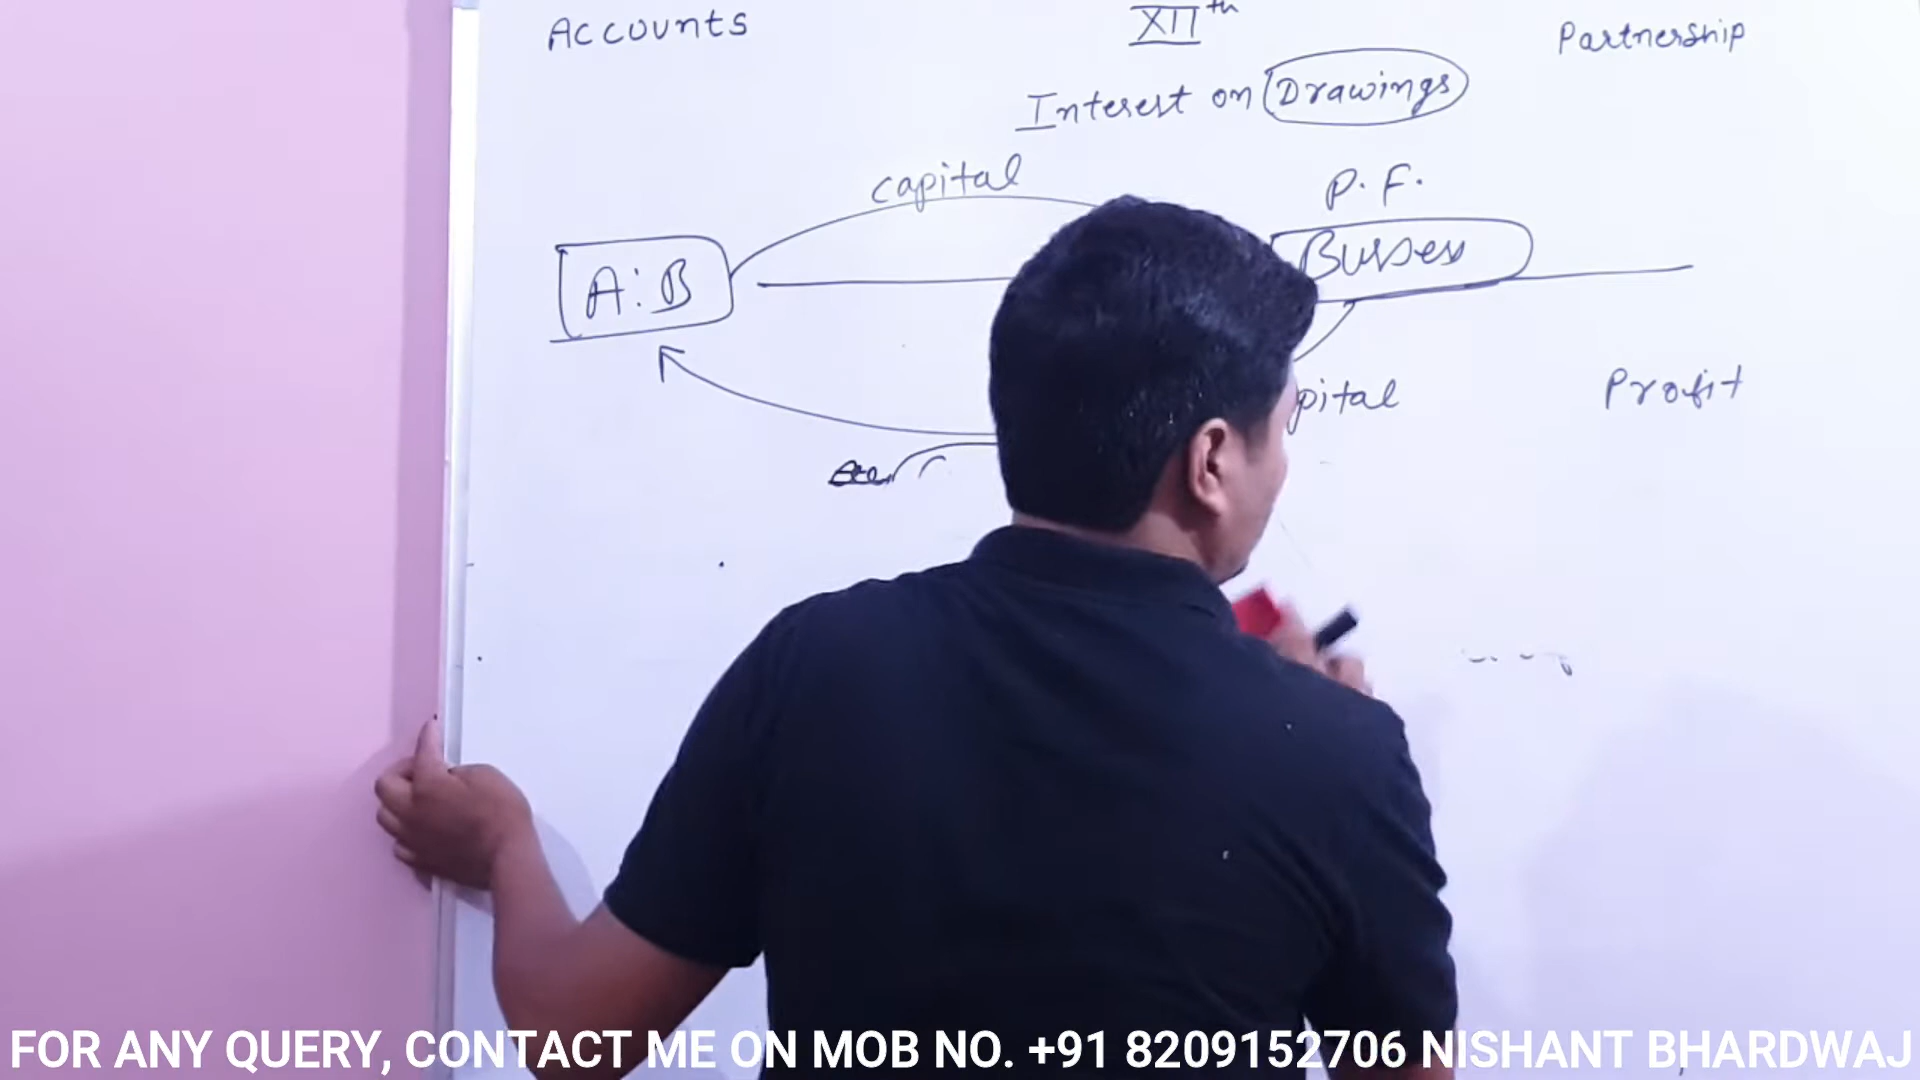 Accounts XIIth Partnership
Interest on Drawings
capital P. F.
A : B
pital Profit
FOR ANY QUERY, CONTACT ME ON MOB NO. +91 8209152706 NISHANT BHARDWAJ